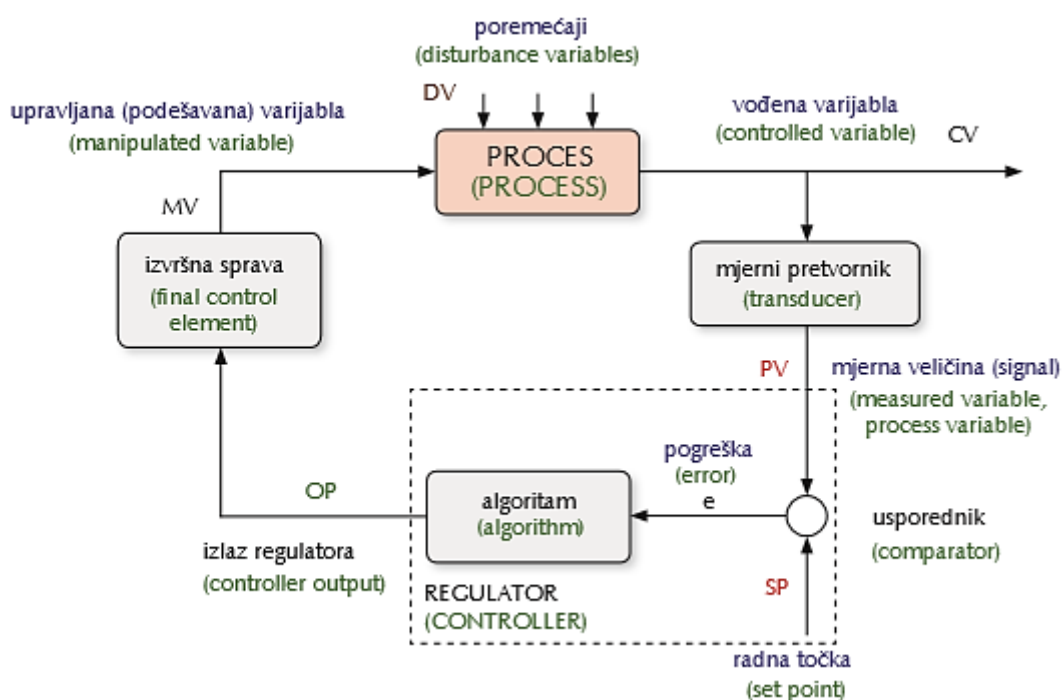 poremećaji
(disturbance variables)
DV
upravljana (podešavana) varijabla
(manipulated variable)
vođena varijabla
(controlled variable)
CV
PROCES
(PROCESS)
MV
izvršna sprava
(final control
element)
mjerni pretvornik
(transducer)
PV
mjerna veličina (signal)
(measured variable,
process variable)
pogreška
(error)
e
OP
algoritam
(algorithm)
usporednik
(comparator)
izlaz regulatora
(controller output)
REGULATOR
(CONTROLLER)
SP
radna točka
(set point)